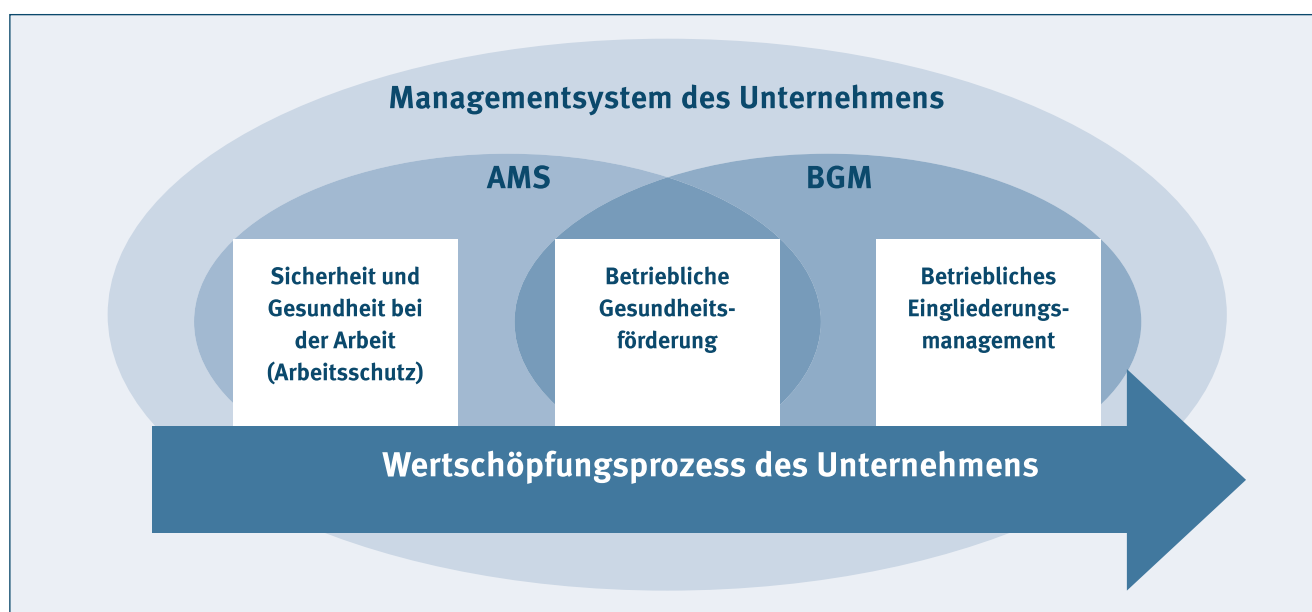 Managementsystem des Unternehmens
AMS
BGM
Sicherheit und
Gesundheit bei
der Arbeit
(Arbeitsschutz)
Betriebliche
Gesundheits-
förderung
Betriebliches
Eingliederungs-
management
Wertschöpfungsprozess des Unternehmens